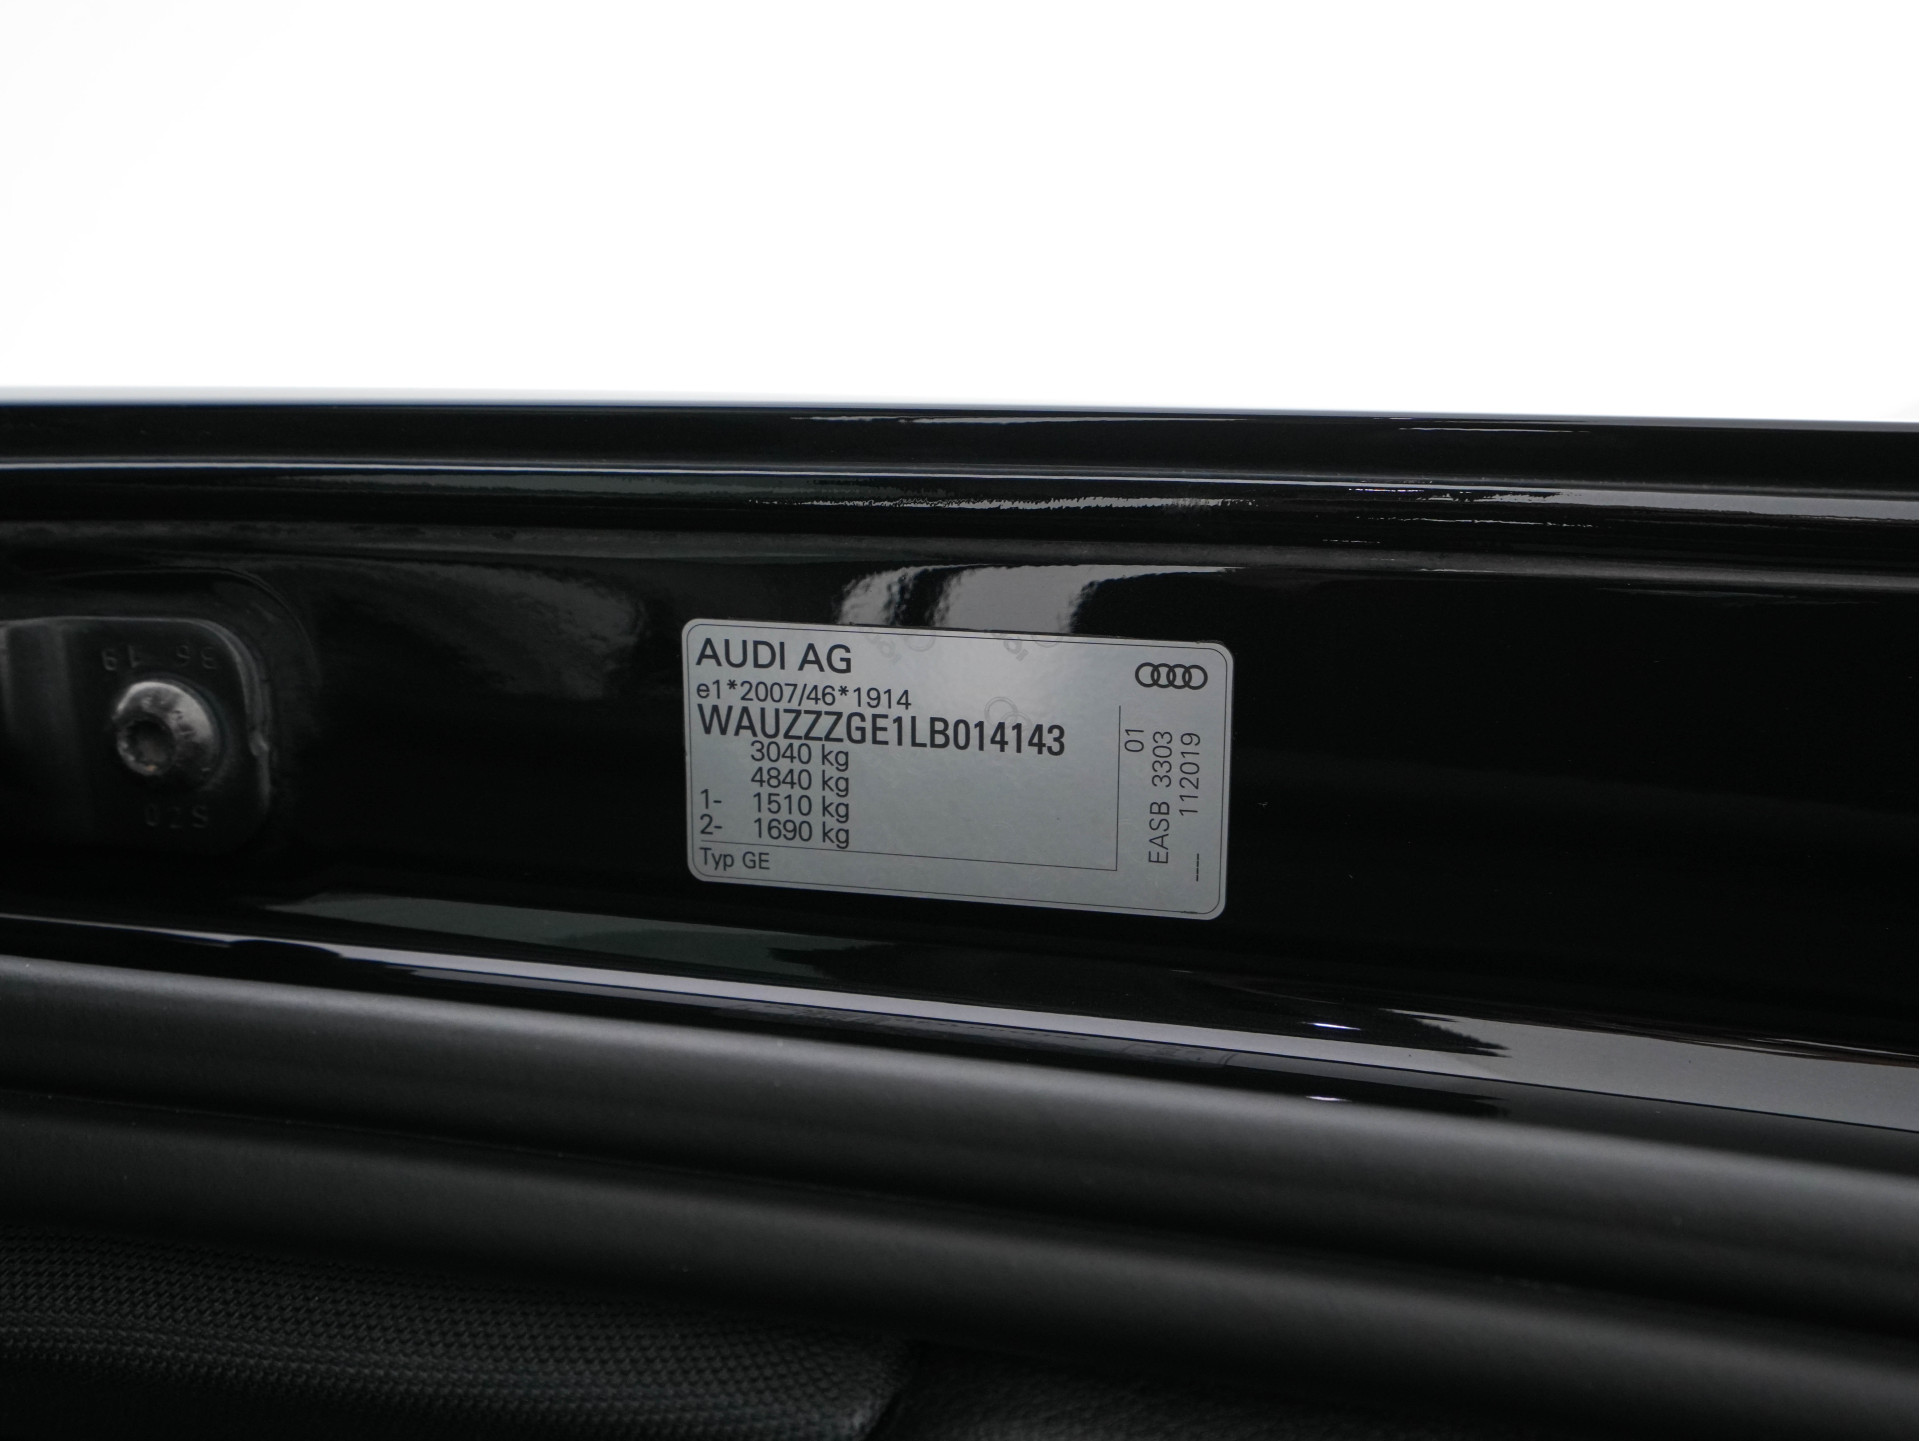 AUDI AG
e1*2007/46*1914
WAUZZZGE1LB014143
3040 kg
4840 kg
1- 1510 kg
2- 1690 kg
Typ GE
01
EASB 3303
112019